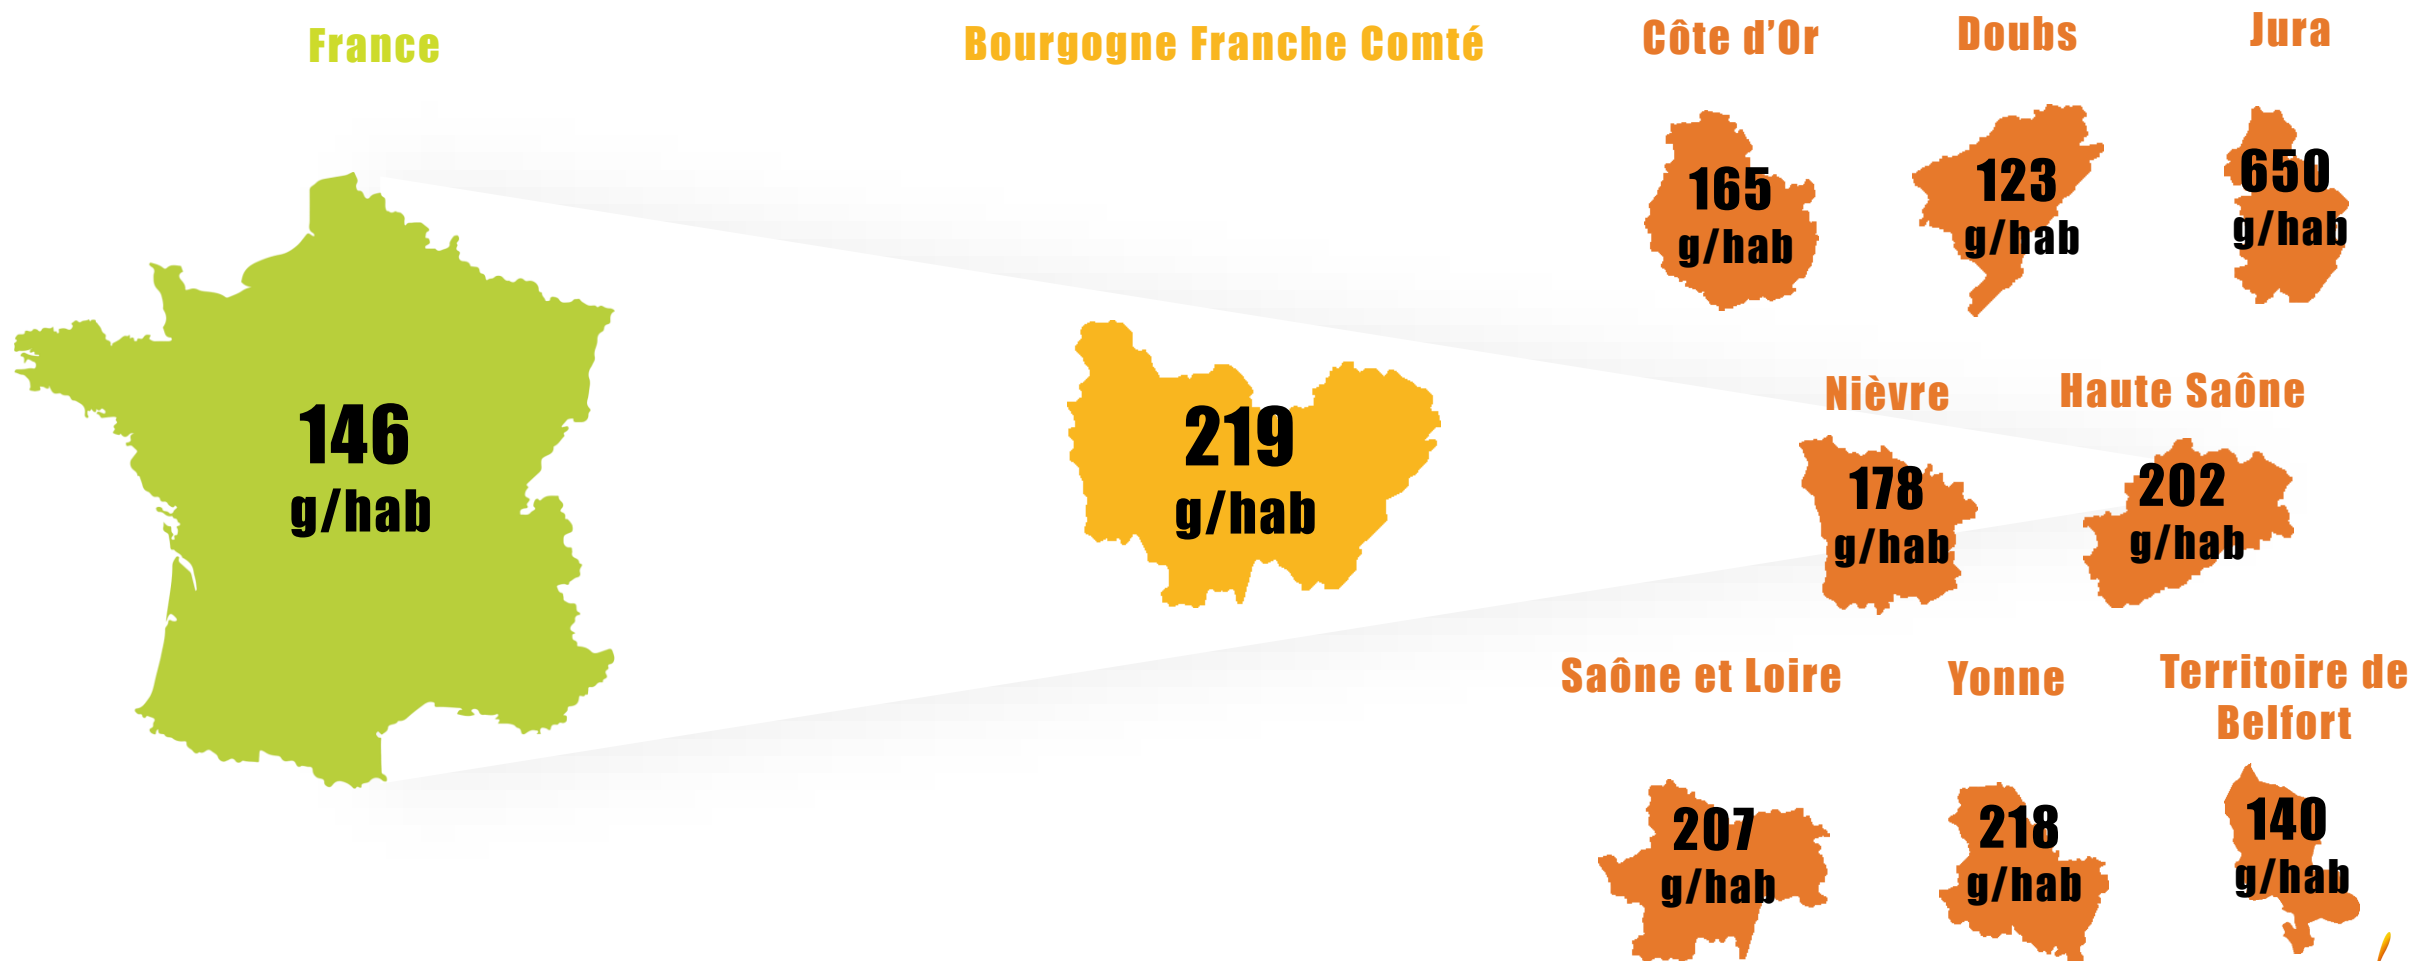 France
146
g/hab
Bourgogne Franche Comté
219
g/hab
Côte d’Or
165
g/hab
Doubs
123
g/hab
Jura
650
g/hab
Nièvre
178
g/hab
Haute Saône
202
g/hab
Saône et Loire
207
g/hab
Yonne
218
g/hab
Territoire de
Belfort
140
g/hab